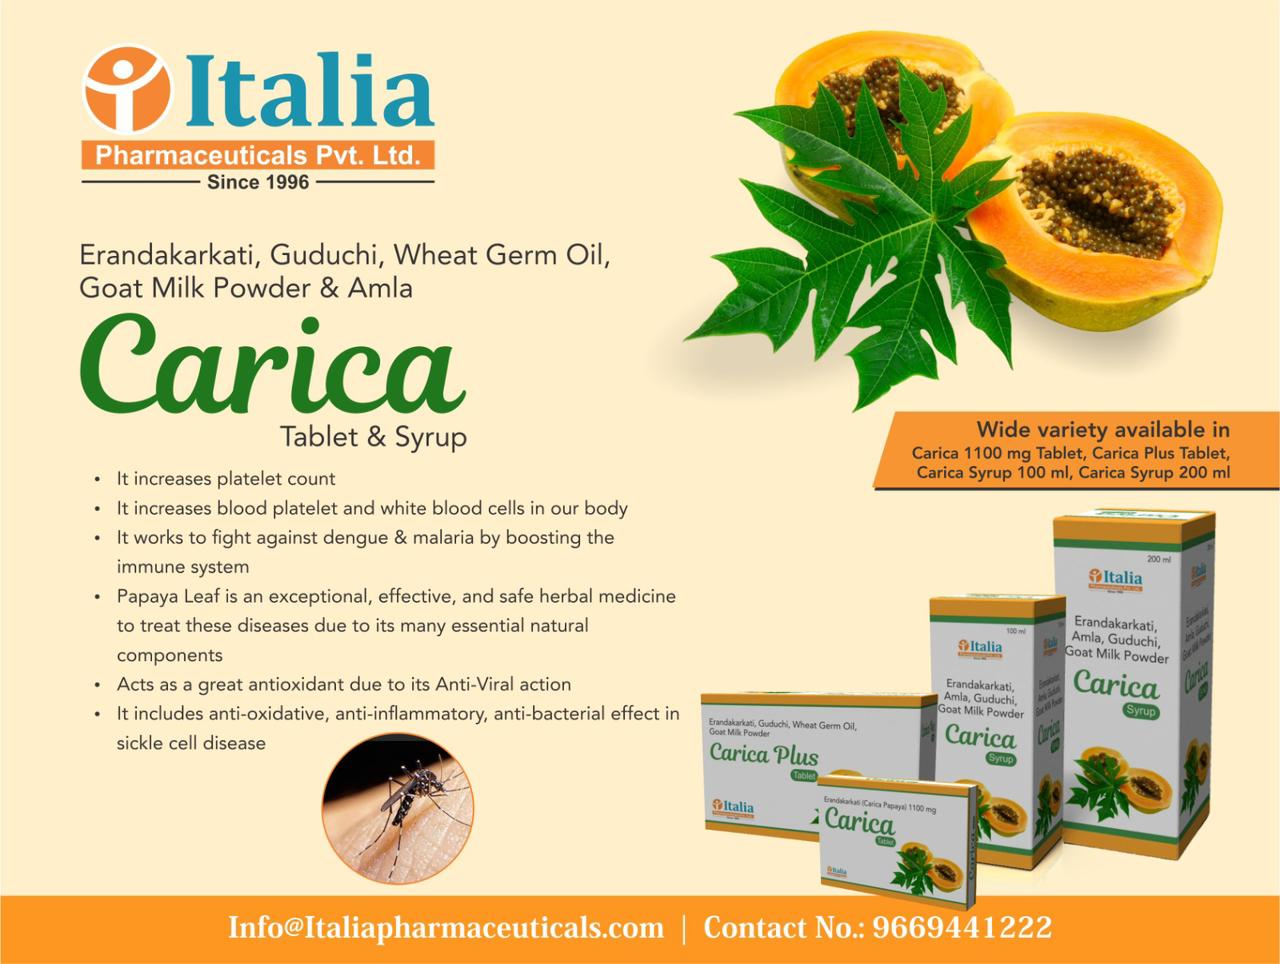 Italia
Pharmaceuticals Pvt. Ltd.
Since 1996
Erandakarkati, Guduchi, Wheat Germ Oil,
Goat Milk Powder & Amla
Carica
Tablet & Syrup
• It increases platelet count
• It increases blood platelet and white blood cells in our body
• It works to fight against dengue & malaria by boosting the
immune system
• Papaya Leaf is an exceptional, effective, and safe herbal medicine
to treat these diseases due to its many essential natural
components
• Acts as a great antioxidant due to its Anti-Viral action
• It includes anti-oxidative, anti-inflammatory, anti-bacterial effect in
sickle cell disease
Wide variety available in
Carica 1100 mg Tablet, Carica Plus Tablet,
Carica Syrup 100 ml, Carica Syrup 200 ml
200 ml
Italia
Erandakarkati,
Amla, Guduchi,
Goat Milk Powder
Carica
Syrup
100 ml
Italia
Erandakarkati,
Amla, Guduchi,
Goat Milk Powder
Carica
Syrup
Erandakarkati, Guduchi, Wheat Germ Oil,
Goat Milk Powder
Carica Plus
Tablet
Italia
Erandakarkati (Carica Papaya) 1100 mg
Carica
Tablet
Italia
Info@Italiapharmaceuticals.com | Contact No.: 9669441222